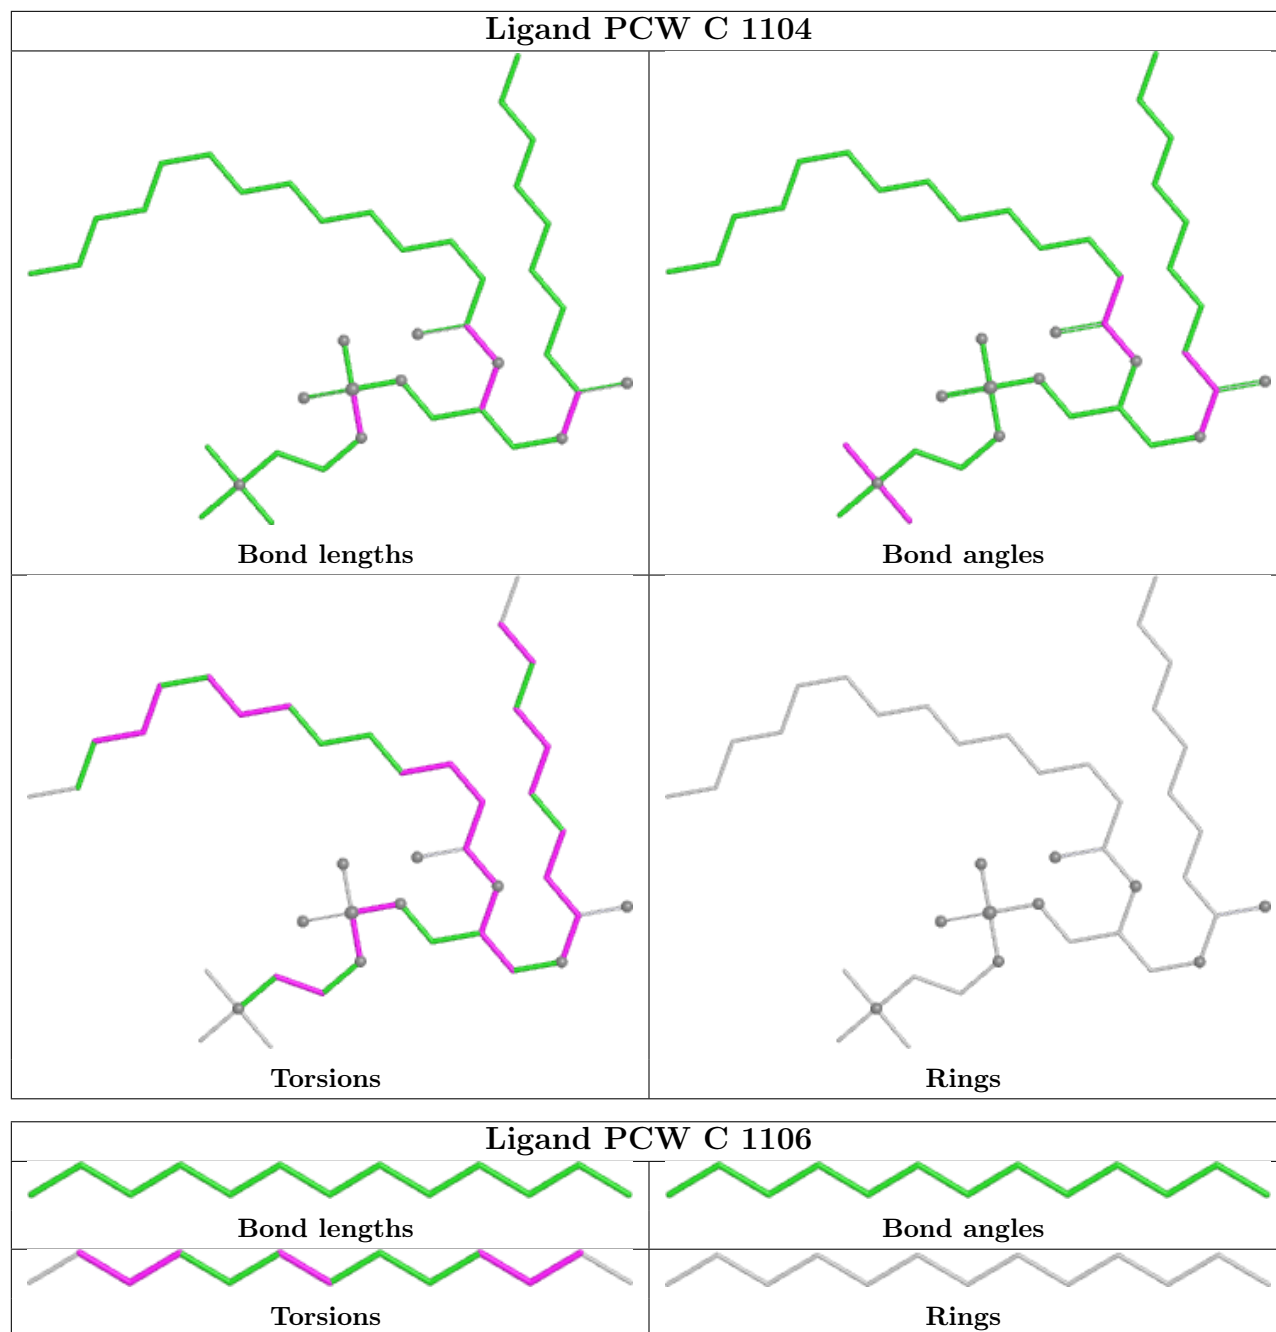 Ligand PCW C 1104
Bond lengths
Bond angles
Torsions
Rings
Ligand PCW C 1106
Bond lengths
Bond angles
Torsions
Rings